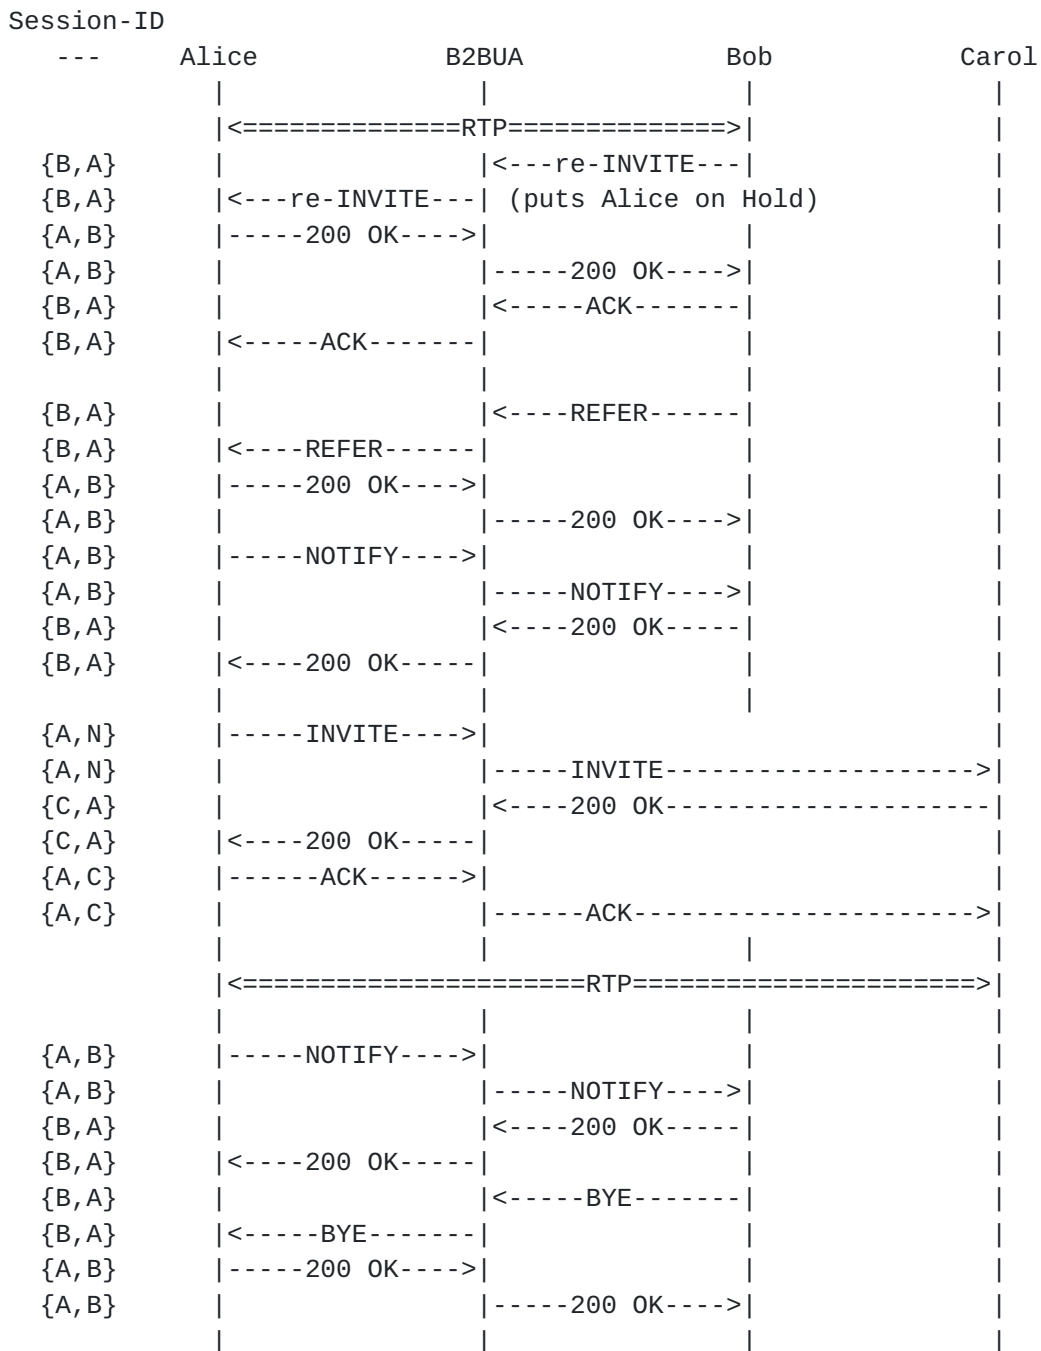 Session-ID
   ---     Alice            B2BUA             Bob            Carol
             |                |                |               |
             |<==============RTP==============>|               |
  {B,A}      |                |<---re-INVITE---|               |
  {B,A}      |<---re-INVITE---| (puts Alice on Hold)           |
  {A,B}      |-----200 OK---->|                |               |
  {A,B}      |                |-----200 OK---->|               |
  {B,A}      |                |<-----ACK-------|               |
  {B,A}      |<-----ACK-------|                |               |
             |                |                |               |
  {B,A}      |                |<----REFER------|               |
  {B,A}      |<----REFER------|                |               |
  {A,B}      |-----200 OK---->|                |               |
  {A,B}      |                |-----200 OK---->|               |
  {A,B}      |-----NOTIFY---->|                |               |
  {A,B}      |                |-----NOTIFY---->|               |
  {B,A}      |                |<----200 OK-----|               |
  {B,A}      |<----200 OK-----|                |               |
             |                |                |               |
  {A,N}      |-----INVITE---->|                                |
  {A,N}      |                |-----INVITE-------------------->|
  {C,A}      |                |<----200 OK---------------------|
  {C,A}      |<----200 OK-----|                                |
  {A,C}      |------ACK------>|                                |
  {A,C}      |                |------ACK---------------------->|
             |                |                |               |
             |<======================RTP======================>|
             |                |                |               |
  {A,B}      |-----NOTIFY---->|                |               |
  {A,B}      |                |-----NOTIFY---->|               |
  {B,A}      |                |<----200 OK-----|               |
  {B,A}      |<----200 OK-----|                |               |
  {B,A}      |                |<-----BYE-------|               |
  {B,A}      |<-----BYE-------|                |               |
  {A,B}      |-----200 OK---->|                |               |
  {A,B}      |                |-----200 OK---->|               |
             |                |                |               |